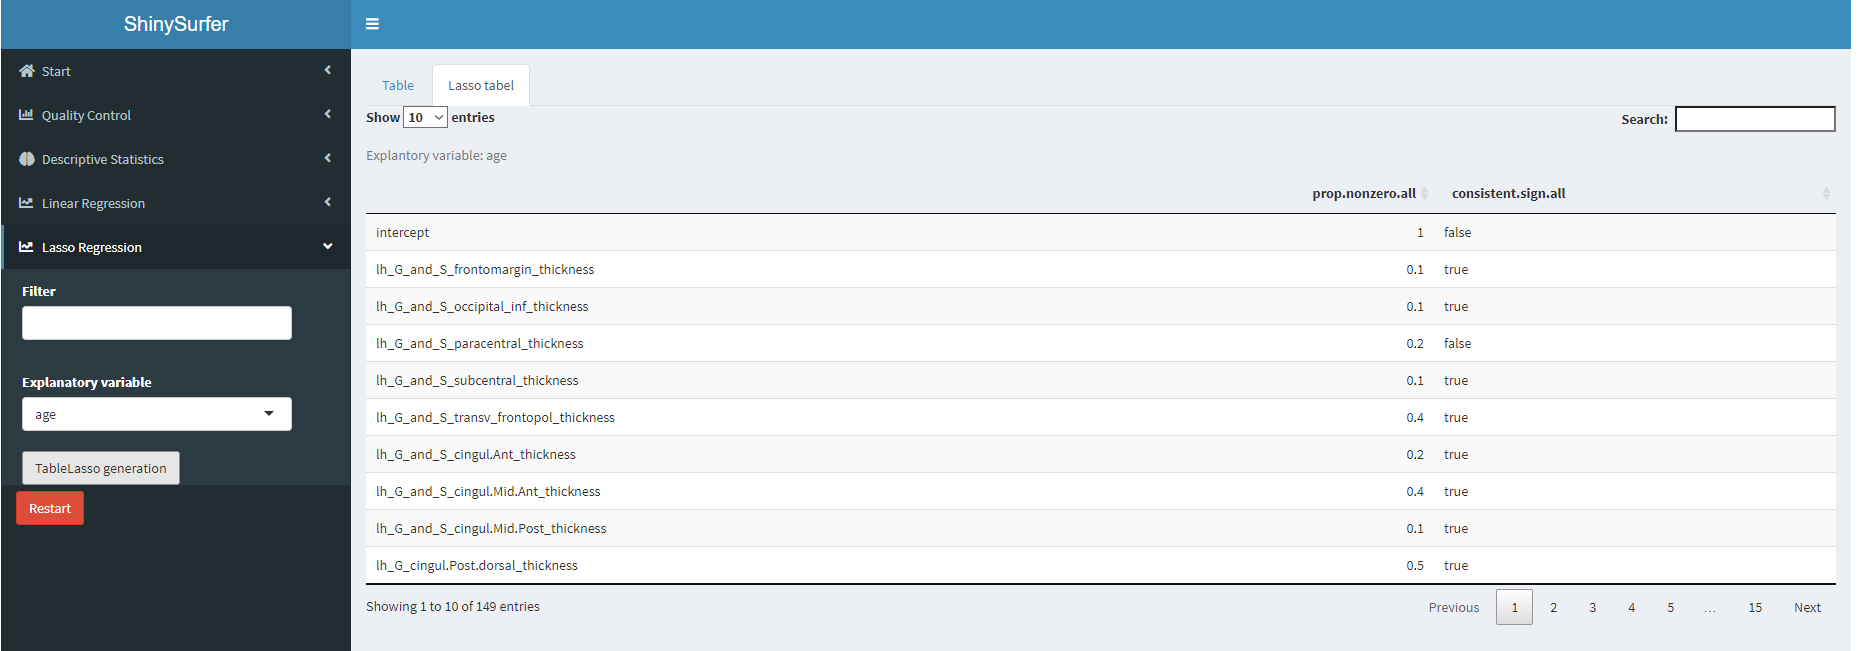 ShinySurfer
Start
Quality Control
Descriptive Statistics
Linear Regression
Lasso Regression
Filter
Explanatory variable
age
TableLasso generation
Restart
Table Lasso tabel
Show 10 entries Search:
Explantory variable: age
prop.nonzero.all consistent.sign.all
intercept 1 false
lh_G_and_S_frontomargin_thickness 0.1 true
lh_G_and_S_occipital_inf_thickness 0.1 true
lh_G_and_S_paracentral_thickness 0.2 false
lh_G_and_S_subcentral_thickness 0.1 true
lh_G_and_S_transv_frontopol_thickness 0.4 true
lh_G_and_S_cingul.Ant_thickness 0.2 true
lh_G_and_S_cingul.Mid.Ant_thickness 0.4 true
lh_G_and_S_cingul.Mid.Post_thickness 0.1 true
lh_G_cingul.Post.dorsal_thickness 0.5 true
Showing 1 to 10 of 149 entries Previous 1 2 3 4 5 … 15 Next